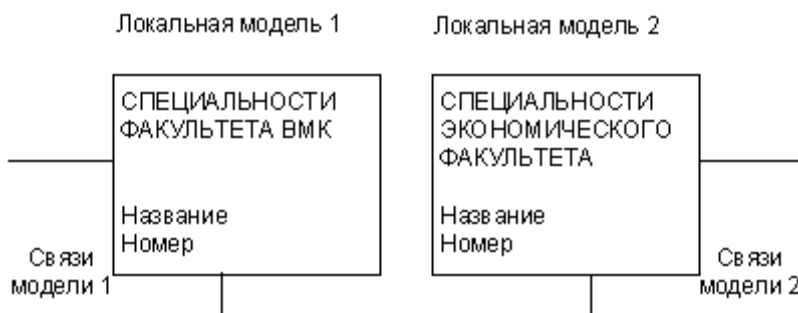 Локальная модель 1
Локальная модель 2
СПЕЦИАЛЬНОСТИ
ФАКУЛЬТЕТА ВМК
Название
Номер
СПЕЦИАЛЬНОСТИ
ЭКОНОМИЧЕСКОГО
ФАКУЛЬТЕТА
Название
Номер
Связи
модели 1
Связи
модели 2